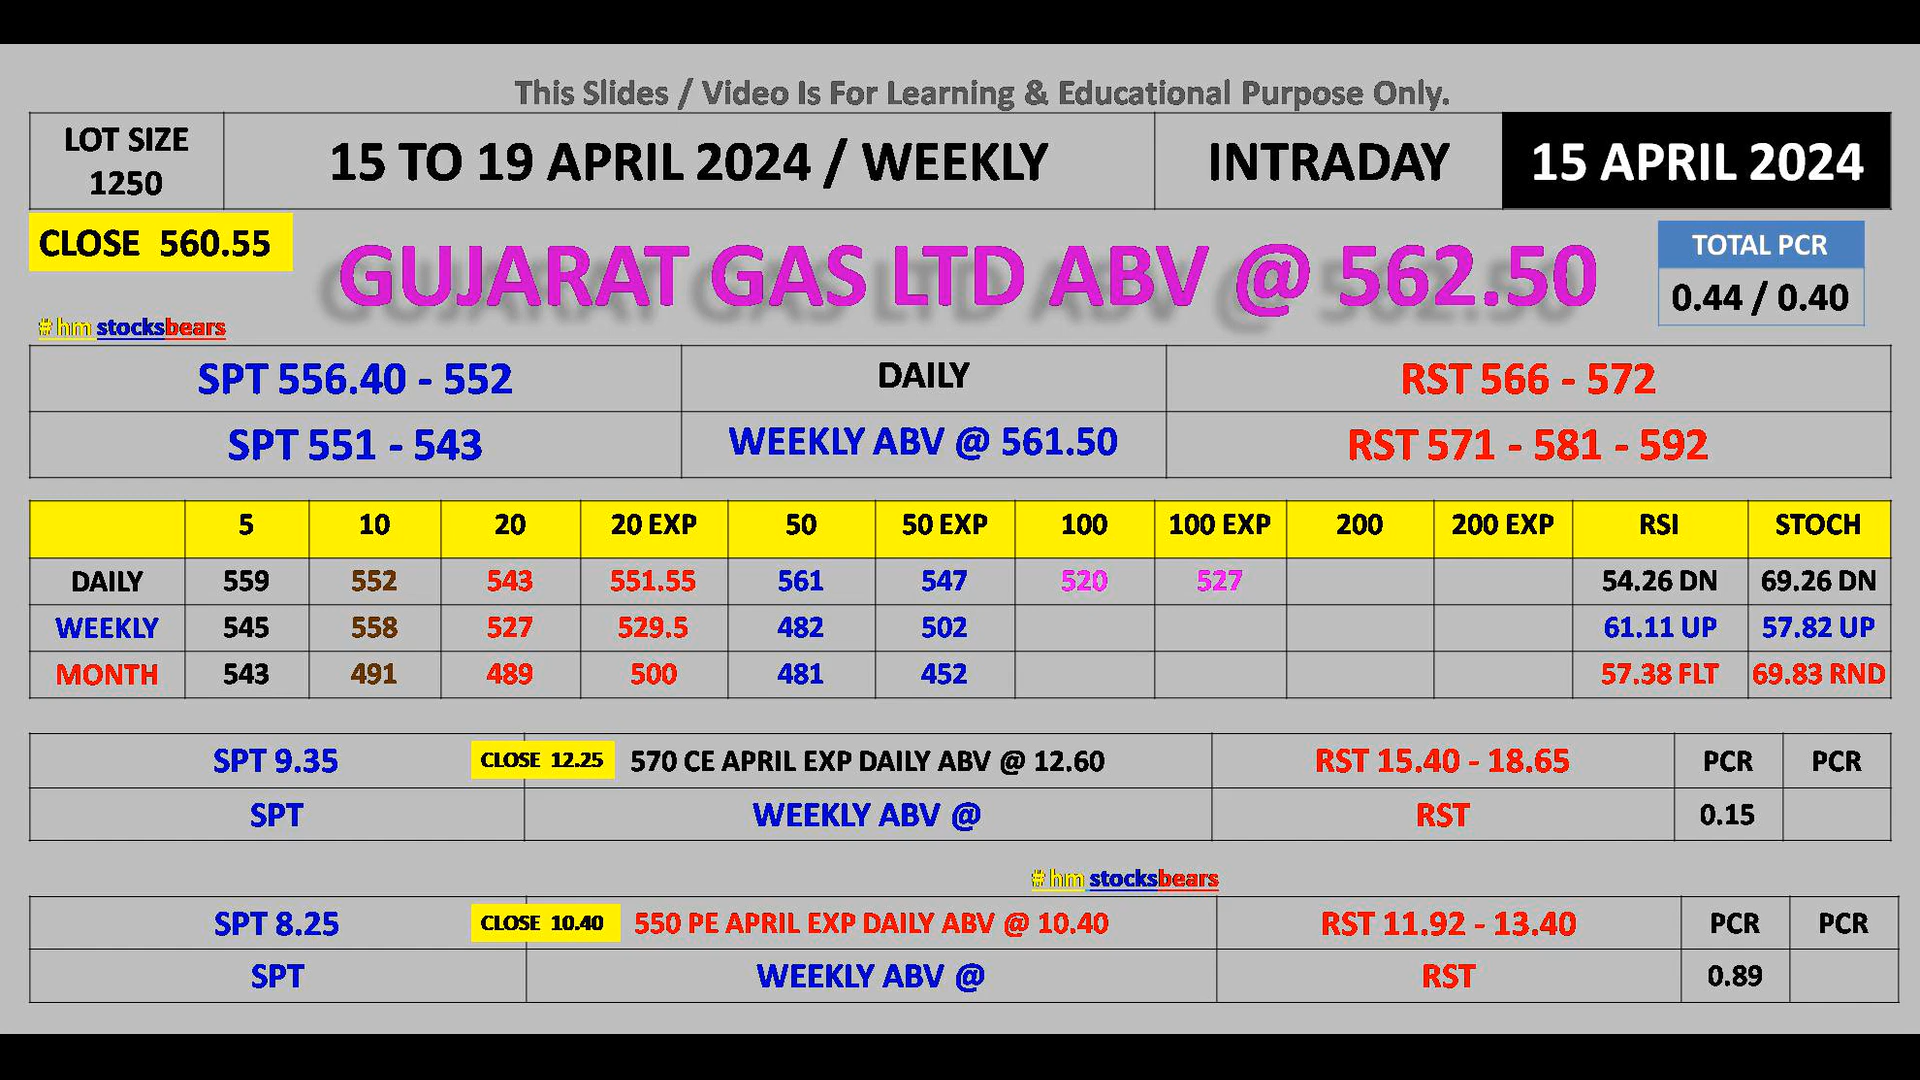 This Slides / Video Is For Learning & Educational Purpose Only.
LOT SIZE
1250
15 TO 19 APRIL 2024 / WEEKLY
INTRADAY
15 APRIL 2024
CLOSE 560.55
GUJARAT GAS LTD ABV @ 562.50
TOTAL PCR
0.44 / 0.40
# hm stocksbears
SPT 556.40 - 552 DAILY RST 566 - 572
SPT 551 - 543 WEEKLY ABV @ 561.50 RST 571 - 581 - 592
5 10 20 20 EXP 50 50 EXP 100 100 EXP 200 200 EXP RSI STOCH
DAILY 559 552 543 551.55 561 547 520 527 54.26 DN 69.26 DN
WEEKLY 545 558 527 529.5 482 502 61.11 UP 57.82 UP
MONTH 543 491 489 500 481 452 57.38 FLT 69.83 RND
SPT 9.35 CLOSE 12.25 570 CE APRIL EXP DAILY ABV @ 12.60 RST 15.40 - 18.65 PCR PCR
SPT WEEKLY ABV @ RST 0.15
# hm stocksbears
SPT 8.25 CLOSE 10.40 550 PE APRIL EXP DAILY ABV @ 10.40 RST 11.92 - 13.40 PCR PCR
SPT WEEKLY ABV @ RST 0.89